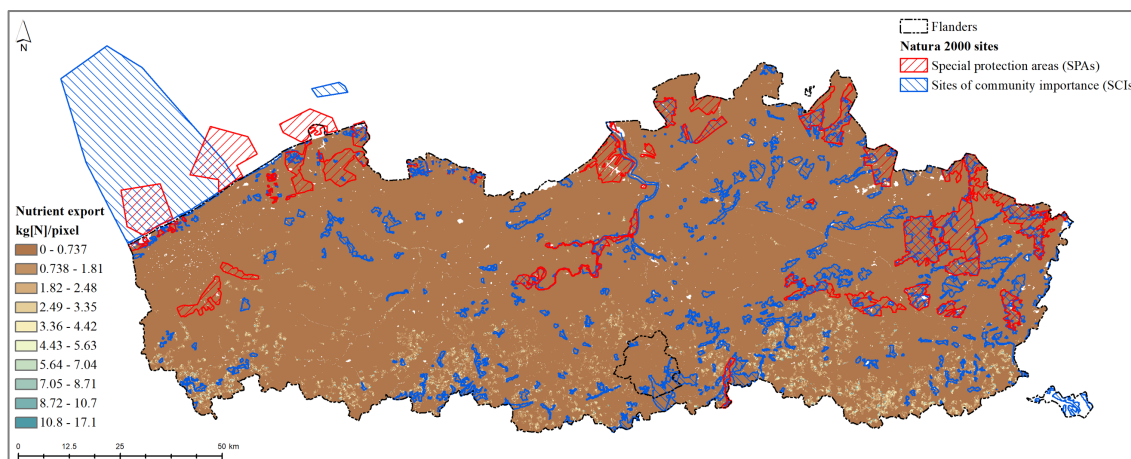 N
Flanders
Natura 2000 sites
Special protection areas (SPAs)
Sites of community importance (SCIs
Nutrient export
kg[N]/pixel
0 - 0.737
0.738 - 1.81
1.82 - 2.48
2.49 - 3.35
3.36 - 4.42
4.43 - 5.63
5.64 - 7.04
7.05 - 8.71
8.72 - 10.7
10.8 - 17.1
0 12.5 25 50 km